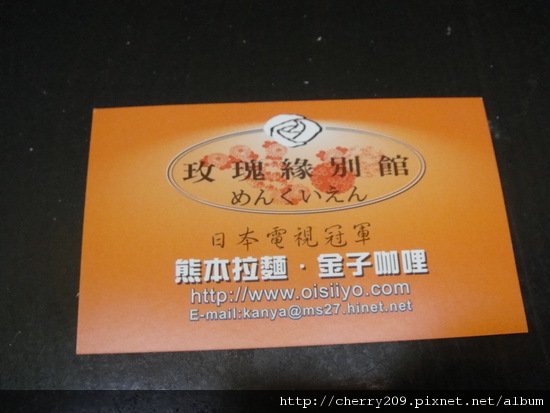 玫瑰緣別館
めんくいえん
日本電視冠軍
熊本拉麵・金子咖哩
http://www.oisiiyo.com
E-mail:kanya@ms27.hinet.net
http://cherry209.pixnet.net/album